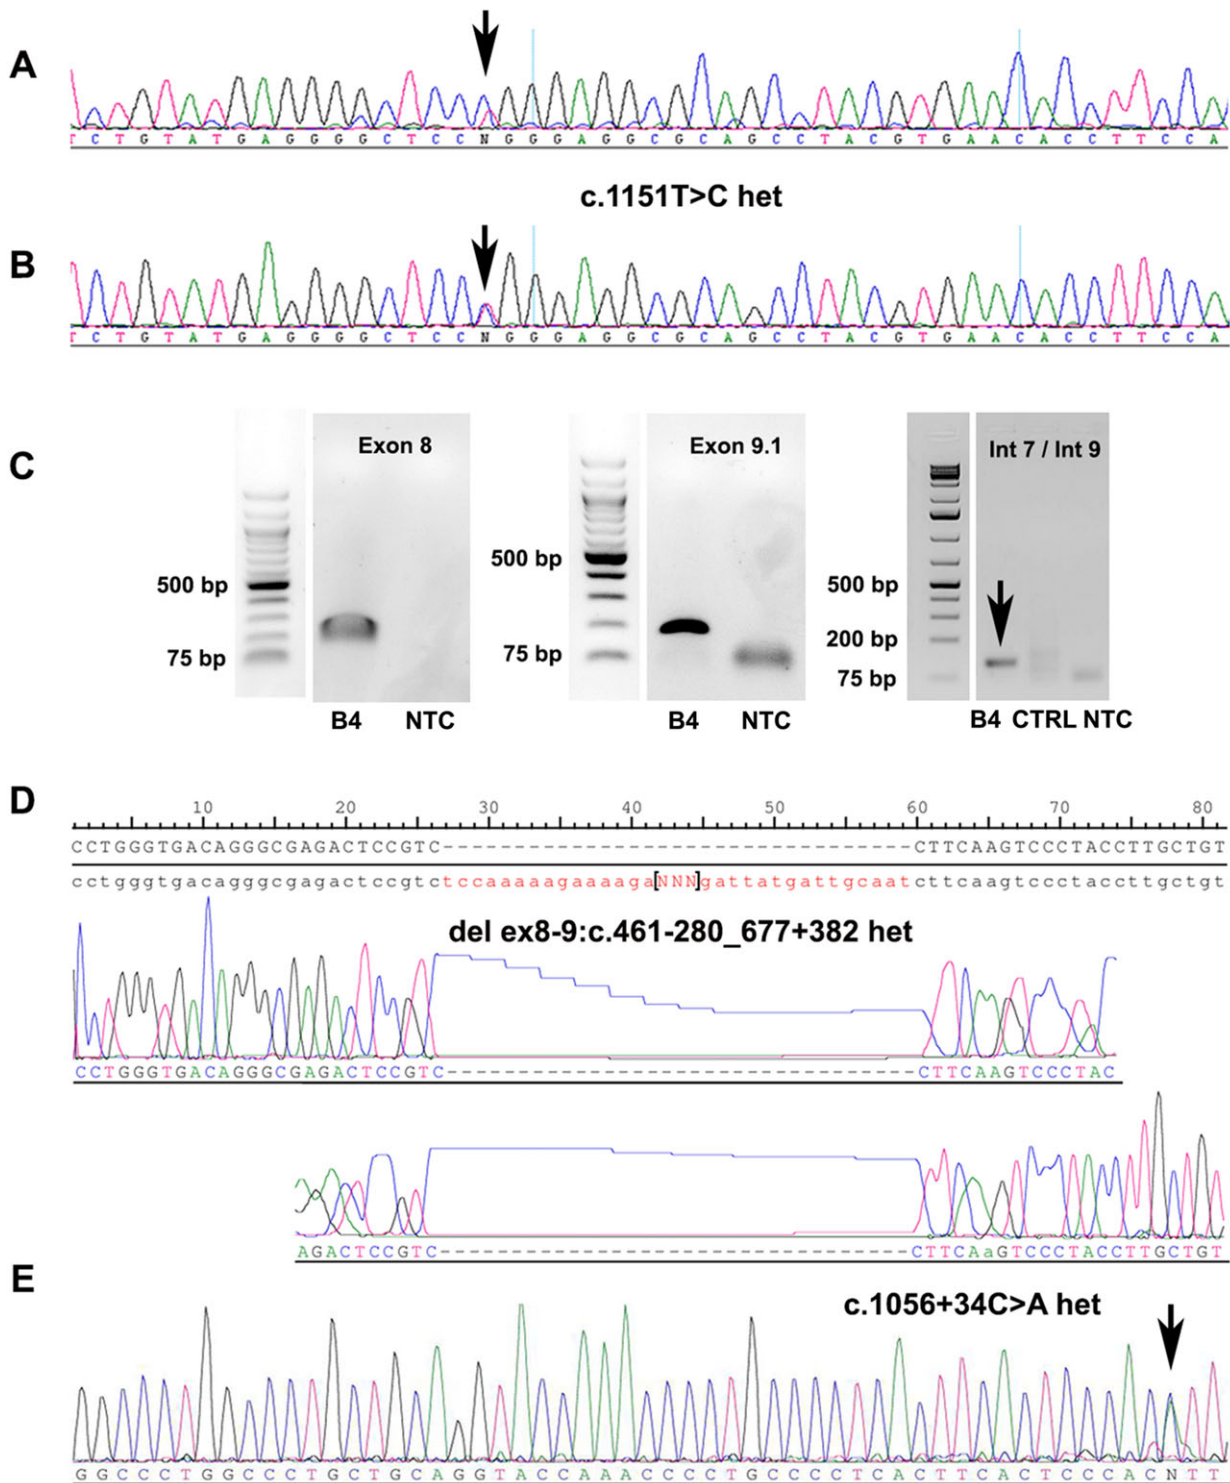 A
TCTGTATGAGGGGCTCCNGGGAGGCGCAGCCTACGTGAACACCTTCCA
c.1151T>C het
B
TCTGTATGAGGGGCTCCNGGGAGGCGCAGCCTACGTGAACACCTTCCA
C
Exon 8
500 bp
75 bp
B4 NTC
Exon 9.1
500 bp
75 bp
B4 NTC
Int 7 / Int 9
500 bp
200 bp
75 bp
B4 CTRL NTC
D
10 20 30 40 50 60 70 80
CCTGGGTGACAGGGCGAGACTCCGTC---------------------------------CTTCAAGTCCCTACCTTGCTGT
cctgggtgacagggcgagactccgtctccaaaaagaaaaga[NNN]gattatgattgcaatcttcaagtccctaccttgctgt
del ex8-9:c.461-280_677+382 het
CCTGGGTGACAGGGCGAGACTCCGTC---------------------------------CTTCAAGTCCCTAC
AGACTCCGTC---------------------------------CTTCAaGTCCCTACCTTGCTGT
E
c.1056+34C>A het
GGCCCTGGCCCTGCTGCAGGTACCAAACCCCTGCCCCTCACTTCACTCCCCNTT